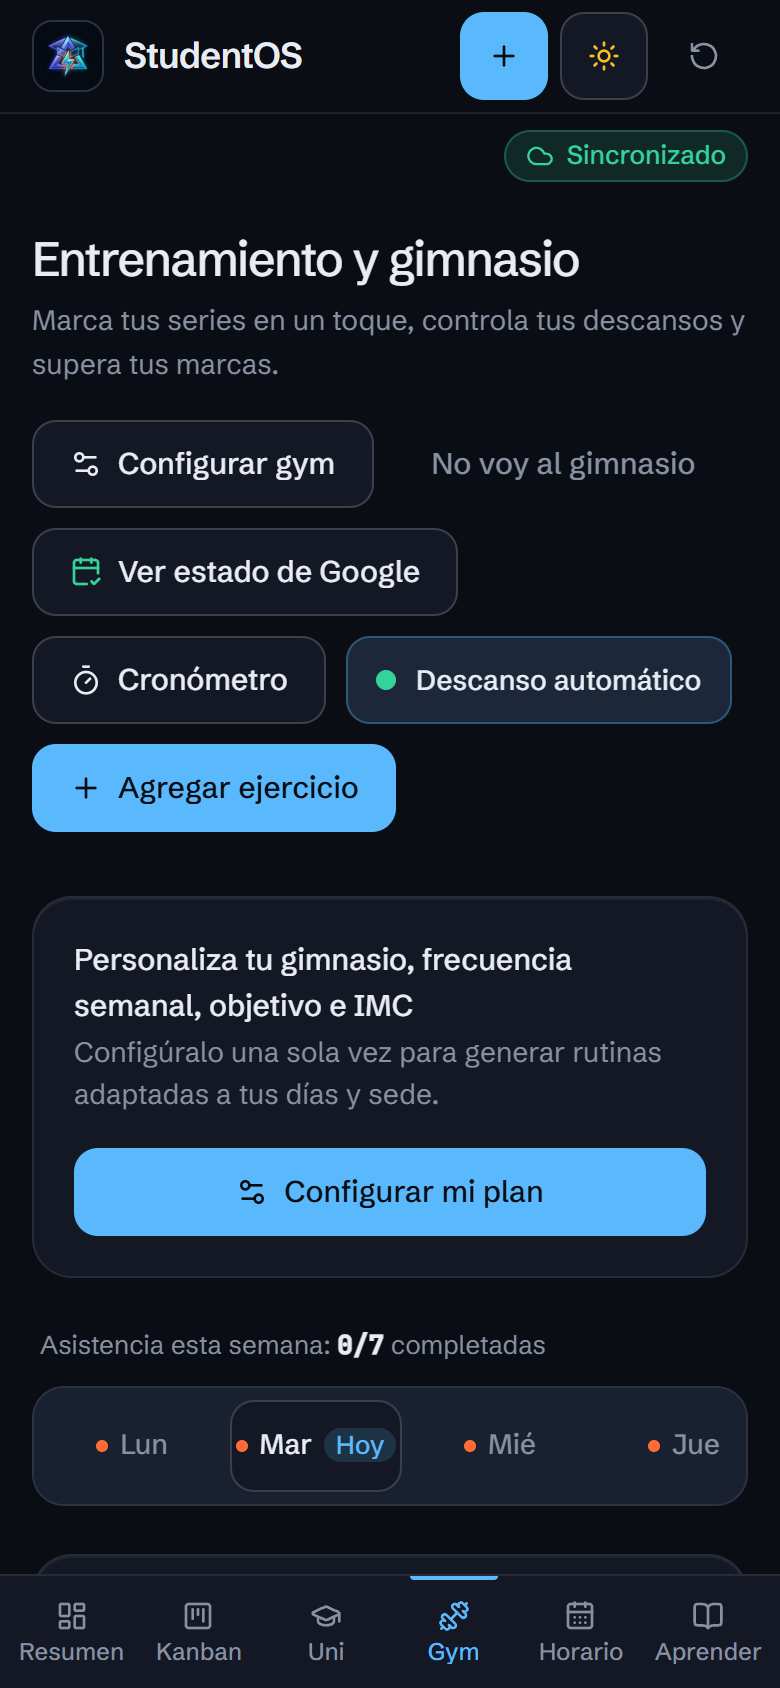 StudentOS
Sincronizado
Entrenamiento y gimnasio
Marca tus series en un toque, controla tus descansos y
supera tus marcas.
Configurar gym
No voy al gimnasio
Ver estado de Google
Cronómetro
Descanso automático
Agregar ejercicio
Personaliza tu gimnasio, frecuencia
semanal, objetivo e IMC
Configúralo una sola vez para generar rutinas
adaptadas a tus días y sede.
Configurar mi plan
Asistencia esta semana: 0/7 completadas
Lun
Mar Hoy
Mié
Jue
Resumen
Kanban
Uni
Gym
Horario
Aprender